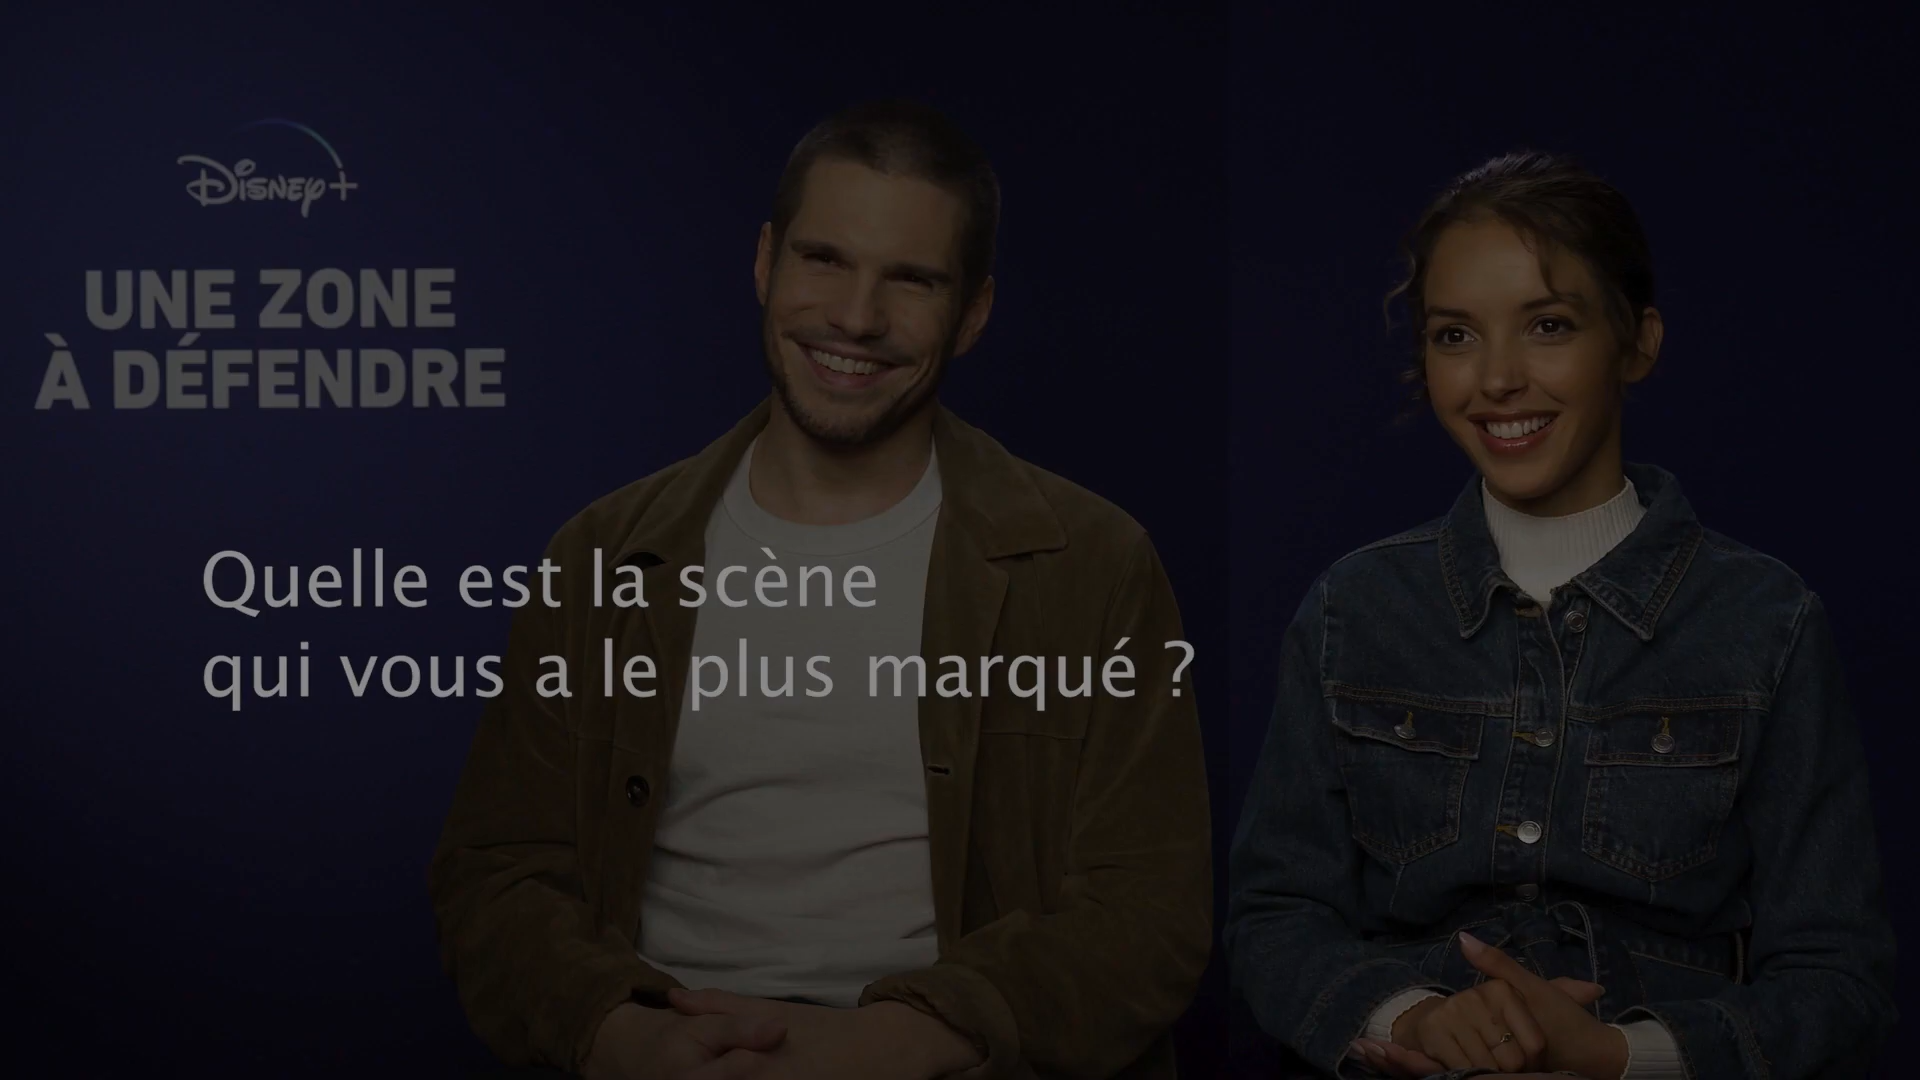 Disney+
UNE ZONE
À DÉFENDRE
Quelle est la scène
qui vous a le plus marqué ?